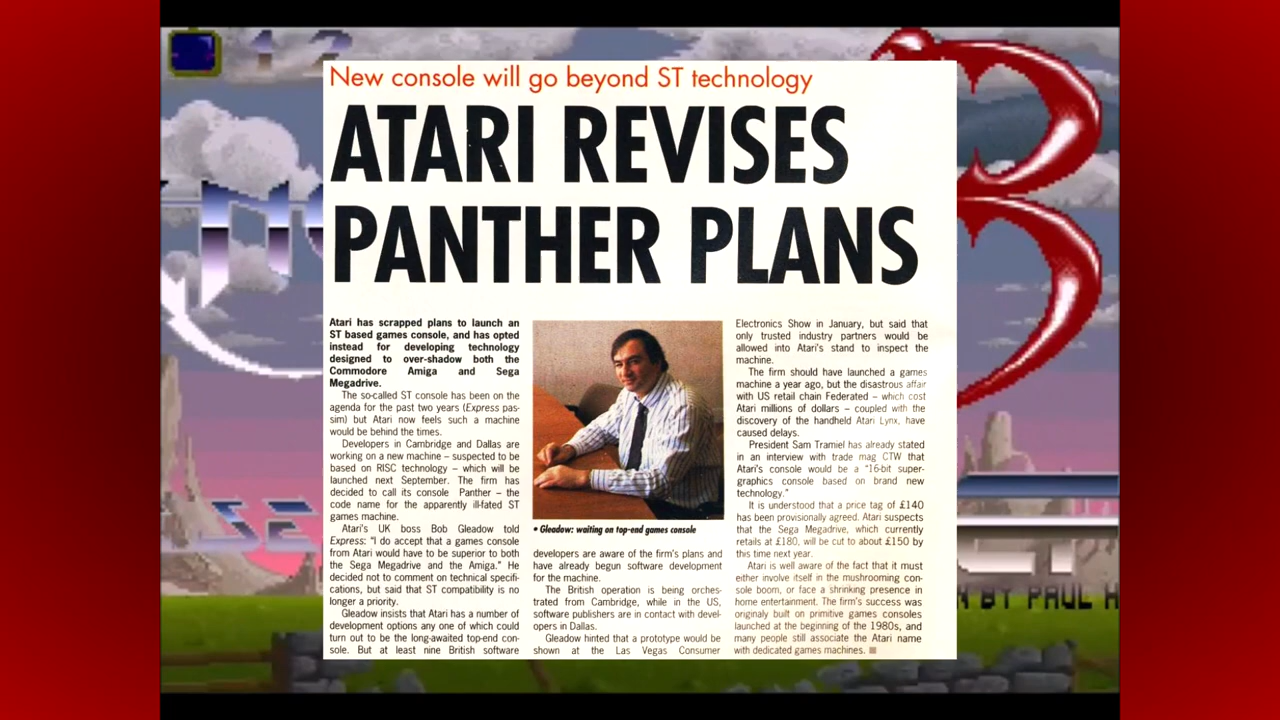 12
New console will go beyond ST technology
ATARI REVISES
PANTHER PLANS
Atari has scrapped plans to launch an
ST based games console, and has opted
instead for developing technology
designed to over-shadow both the
Commodore Amiga and Sega
Megadrive.
The so-called ST console has been on the
agenda for the past two years (Express pas-
sim) but Atari now feels such a machine
would be behind the times.
Developers in Cambridge and Dallas are
working on a new machine – suspected to be
based on RISC technology – which will be
launched next September. The firm has
decided to call its console Panther – the
code name for the apparently ill-fated ST
games machine.
Atari's UK boss Bob Gleadow told
Express: "I do accept that a games console
from Atari would have to be superior to both
the Sega Megadrive and the Amiga." He
decided not to comment on technical specifi-
cations, but said that ST compatibility is no
longer a priority.
Gleadow insists that Atari has a number of
development options any one of which could
turn out to be the long-awaited top-end con-
sole. But at least nine British software
• Gleadow: waiting on top-end games console
developers are aware of the firm's plans and
have already begun software development
for the machine.
The British operation is being orches-
trated from Cambridge, while in the US,
software publishers are in contact with devel-
opers in Dallas.
Gleadow hinted that a prototype would be
shown at the Las Vegas Consumer
Electronics Show in January, but said that
only trusted industry partners would be
allowed into Atari's stand to inspect the
machine.
The firm should have launched a games
machine a year ago, but the disastrous affair
with US retail chain Federated – which cost
Atari millions of dollars – coupled with the
discovery of the handheld Atari Lynx, have
caused delays.
President Sam Tramiel has already stated
in an interview with trade mag CTW that
Atari's console would be a "16-bit super-
graphics console based on brand new
technology."
It is understood that a price tag of £140
has been provisionally agreed. Atari suspects
that the Sega Megadrive, which currently
retails at £180, will be cut to about £150 by
this time next year.
Atari is well aware of the fact that it must
either involve itself in the mushrooming con-
sole boom, or face a shrinking presence in
home entertainment. The firm's success was
originaly built on primitive games consoles
launched at the beginning of the 1980s, and
many people still associate the Atari name
with dedicated games machines.
BY PAUL H